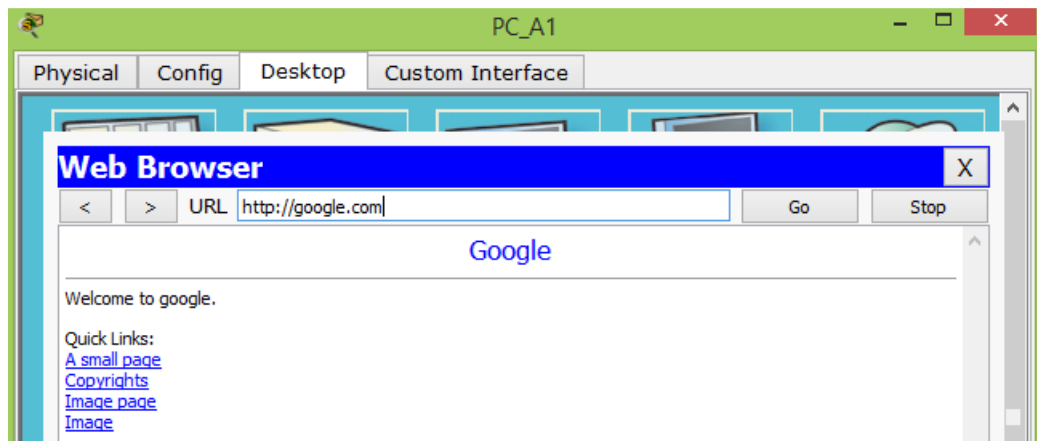 PC_A1
Physical Config Desktop Custom Interface
Web Browser X
< > URL http://google.com Go Stop
Google
Welcome to google.
Quick Links:
A small page
Copyrights
Image page
Image